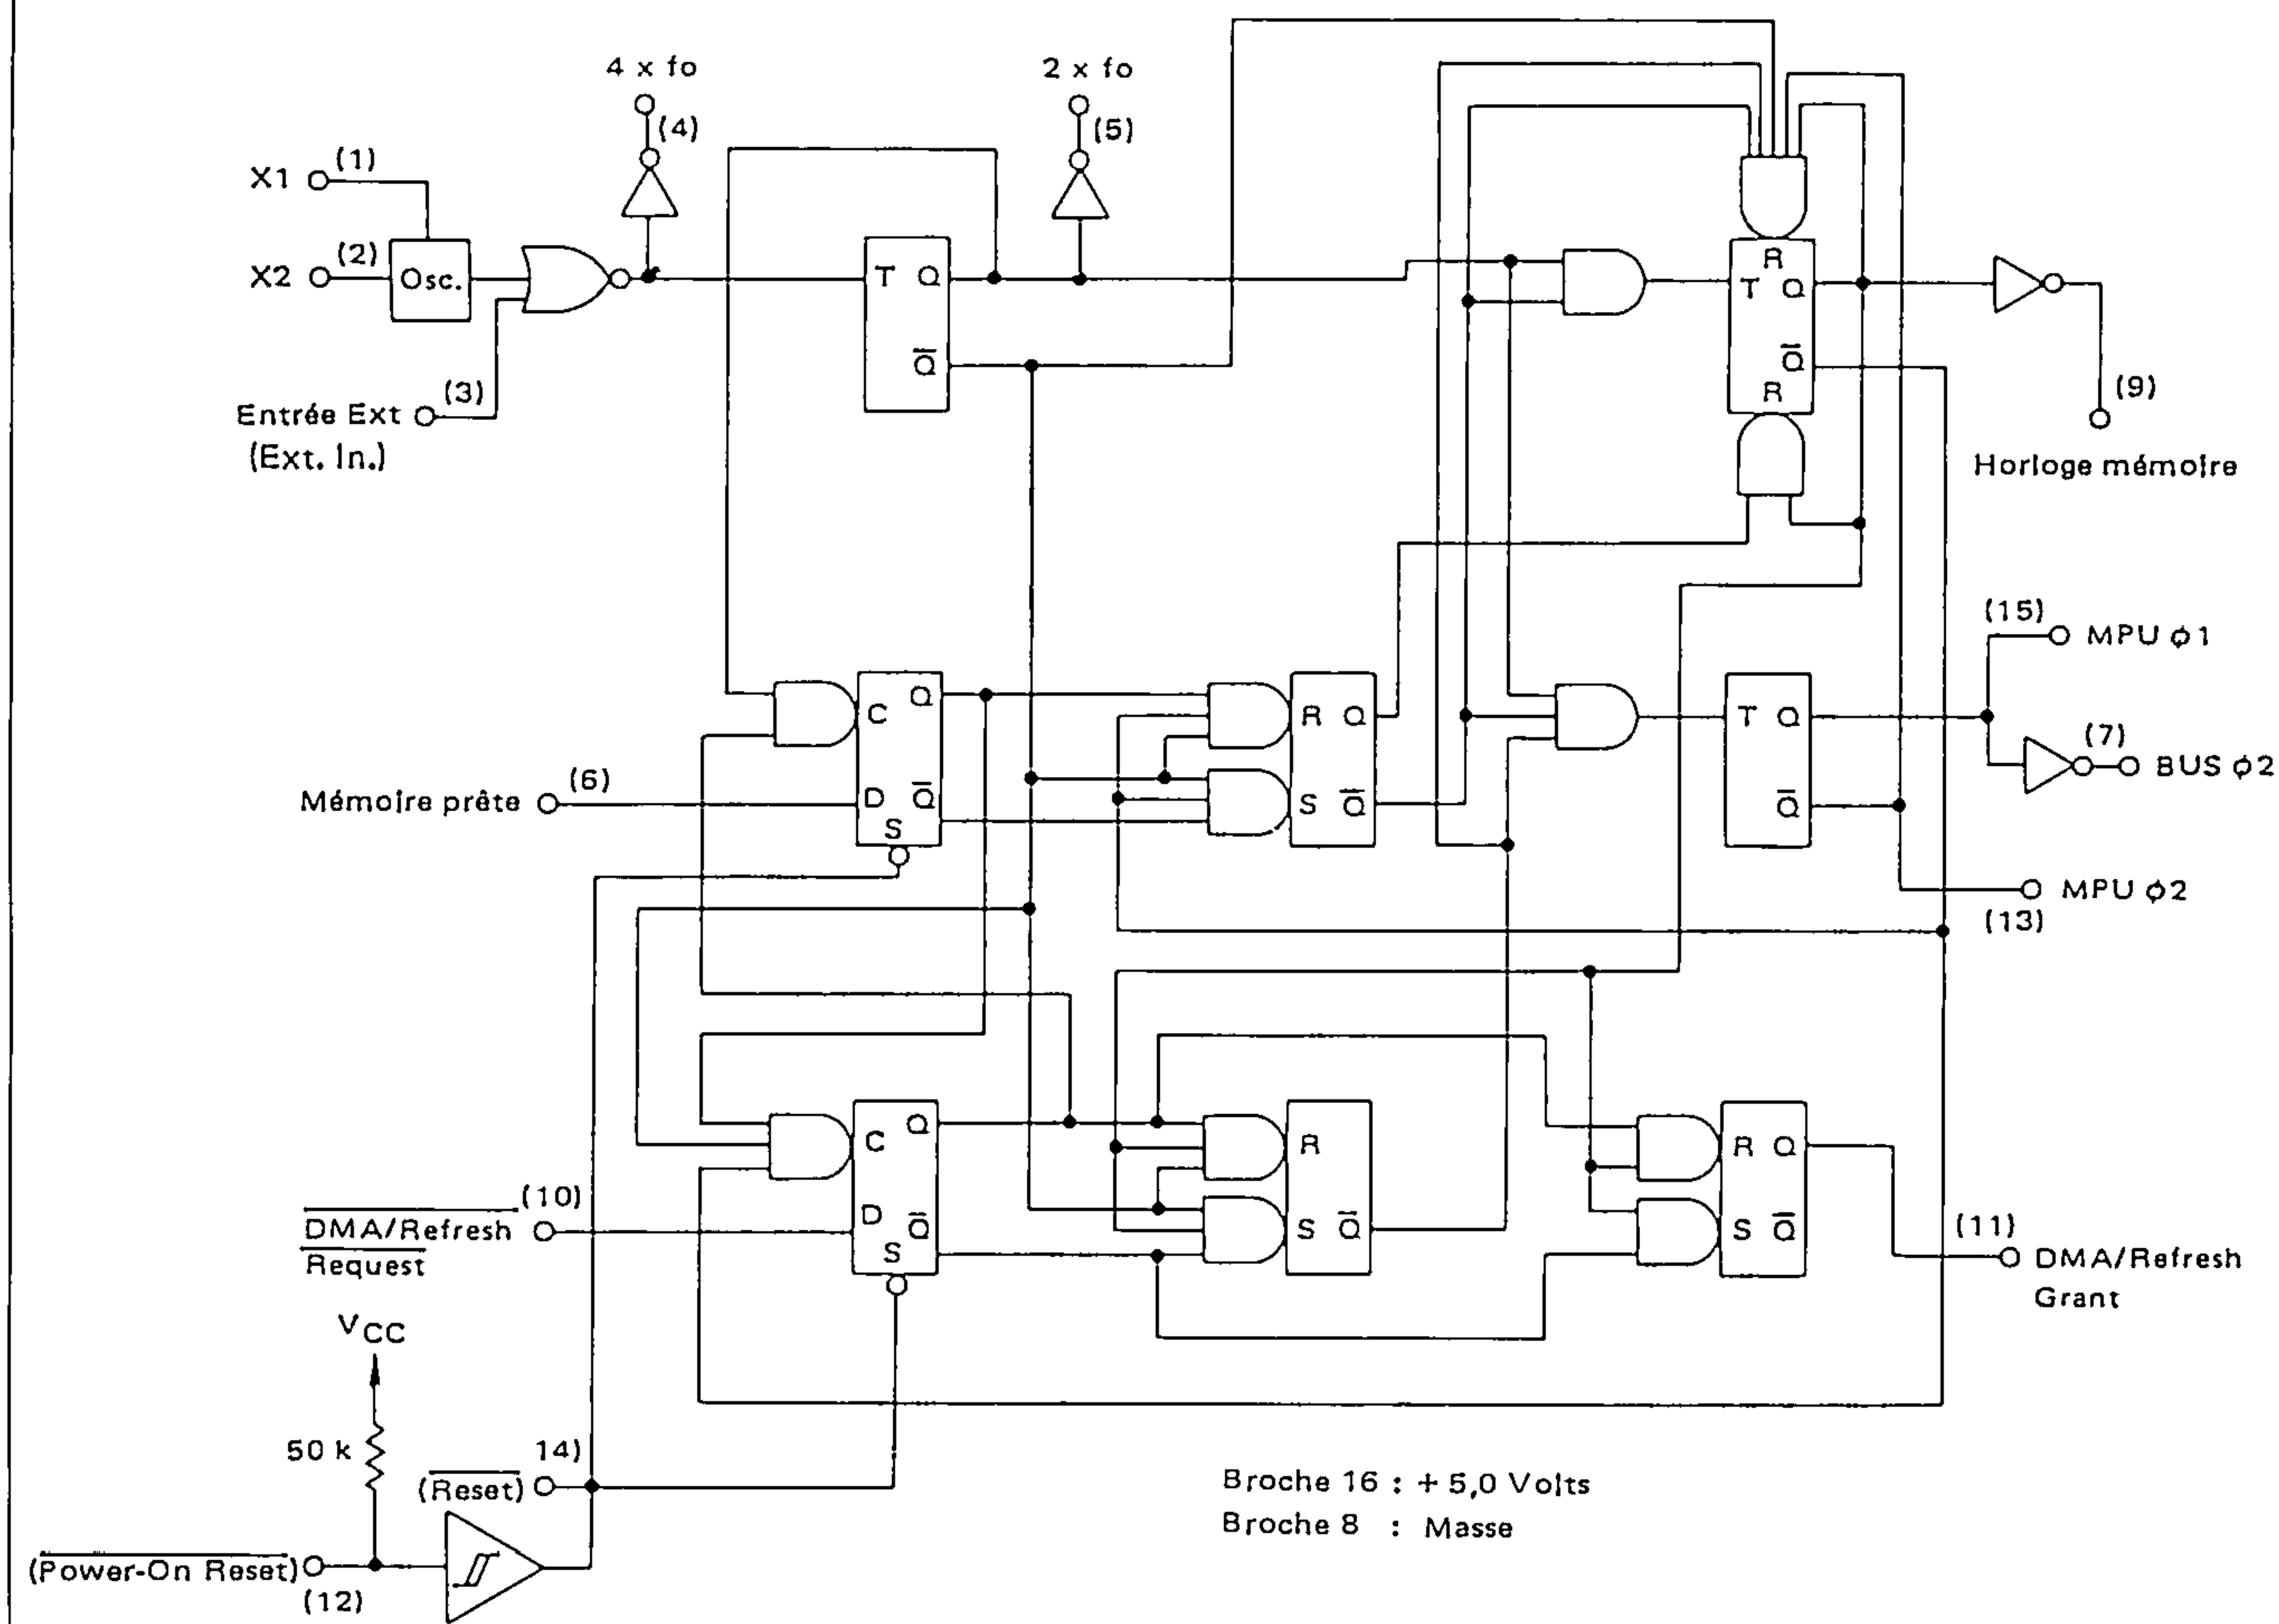 4 x fo
(4)
2 x fo
(5)
X1
(1)
X2
(2)
Osc.
T Q
Q̅
(3)
Entrée Ext
(Ext. In.)
R
T Q
Q̅
R
(9)
Horloge mémoire
(15)
MPU ϕ1
C Q
D Q̅
S
R Q
S Q̅
T Q
Q̅
(7)
BUS ϕ2
Mémoire prête
(6)
MPU ϕ2
(13)
C Q
D Q̅
S
R
S Q̅
R Q
S Q̅
(10)
DMA/Refresh
Request
(11)
DMA/Refresh
Grant
VCC
50 k
14)
(Reset)
(Power-On Reset)
(12)
Broche 16 : + 5,0 Volts
Broche 8 : Masse